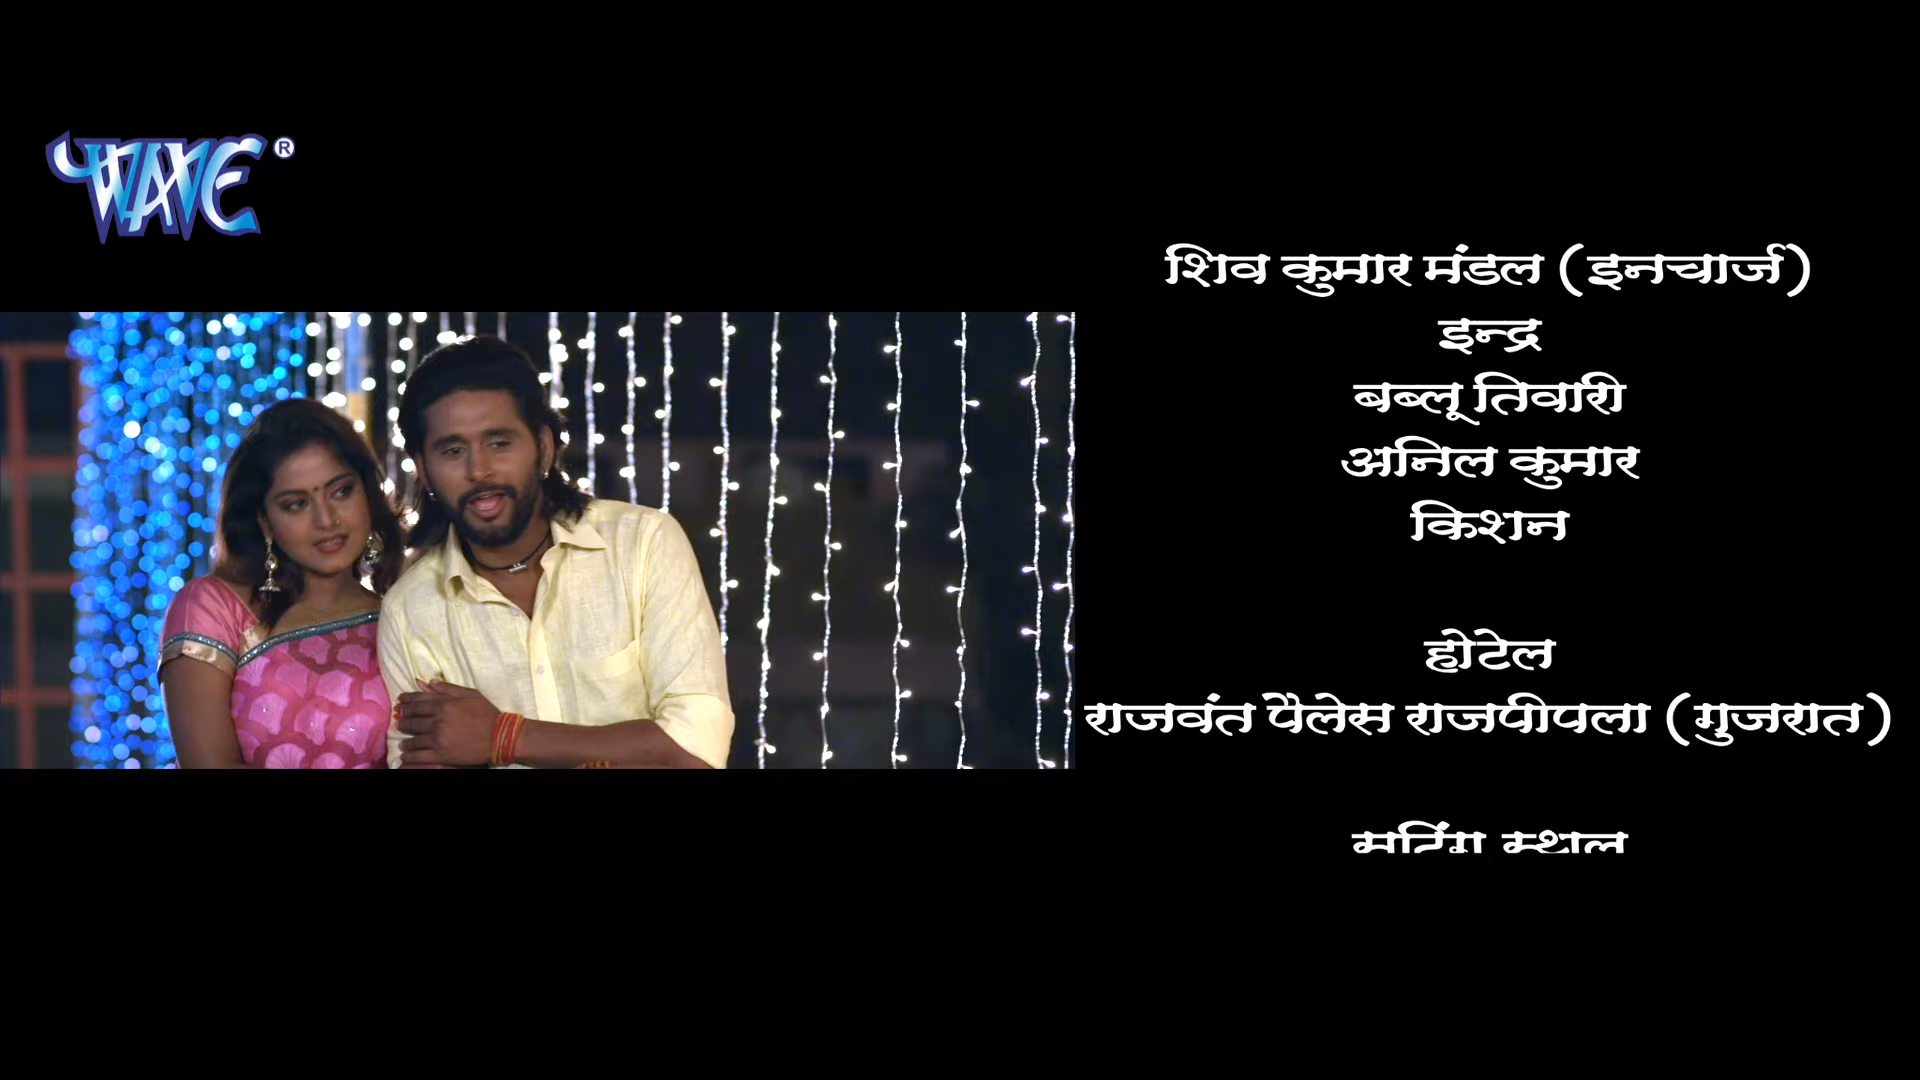 WAVE ®
शिव कुमार मंडल (इनचार्ज)
इन्द्र
बब्लू तिवारी
अनिल कुमार
किशन
होटेल
राजवंत पैलेस राजपीपला (गुजरात)